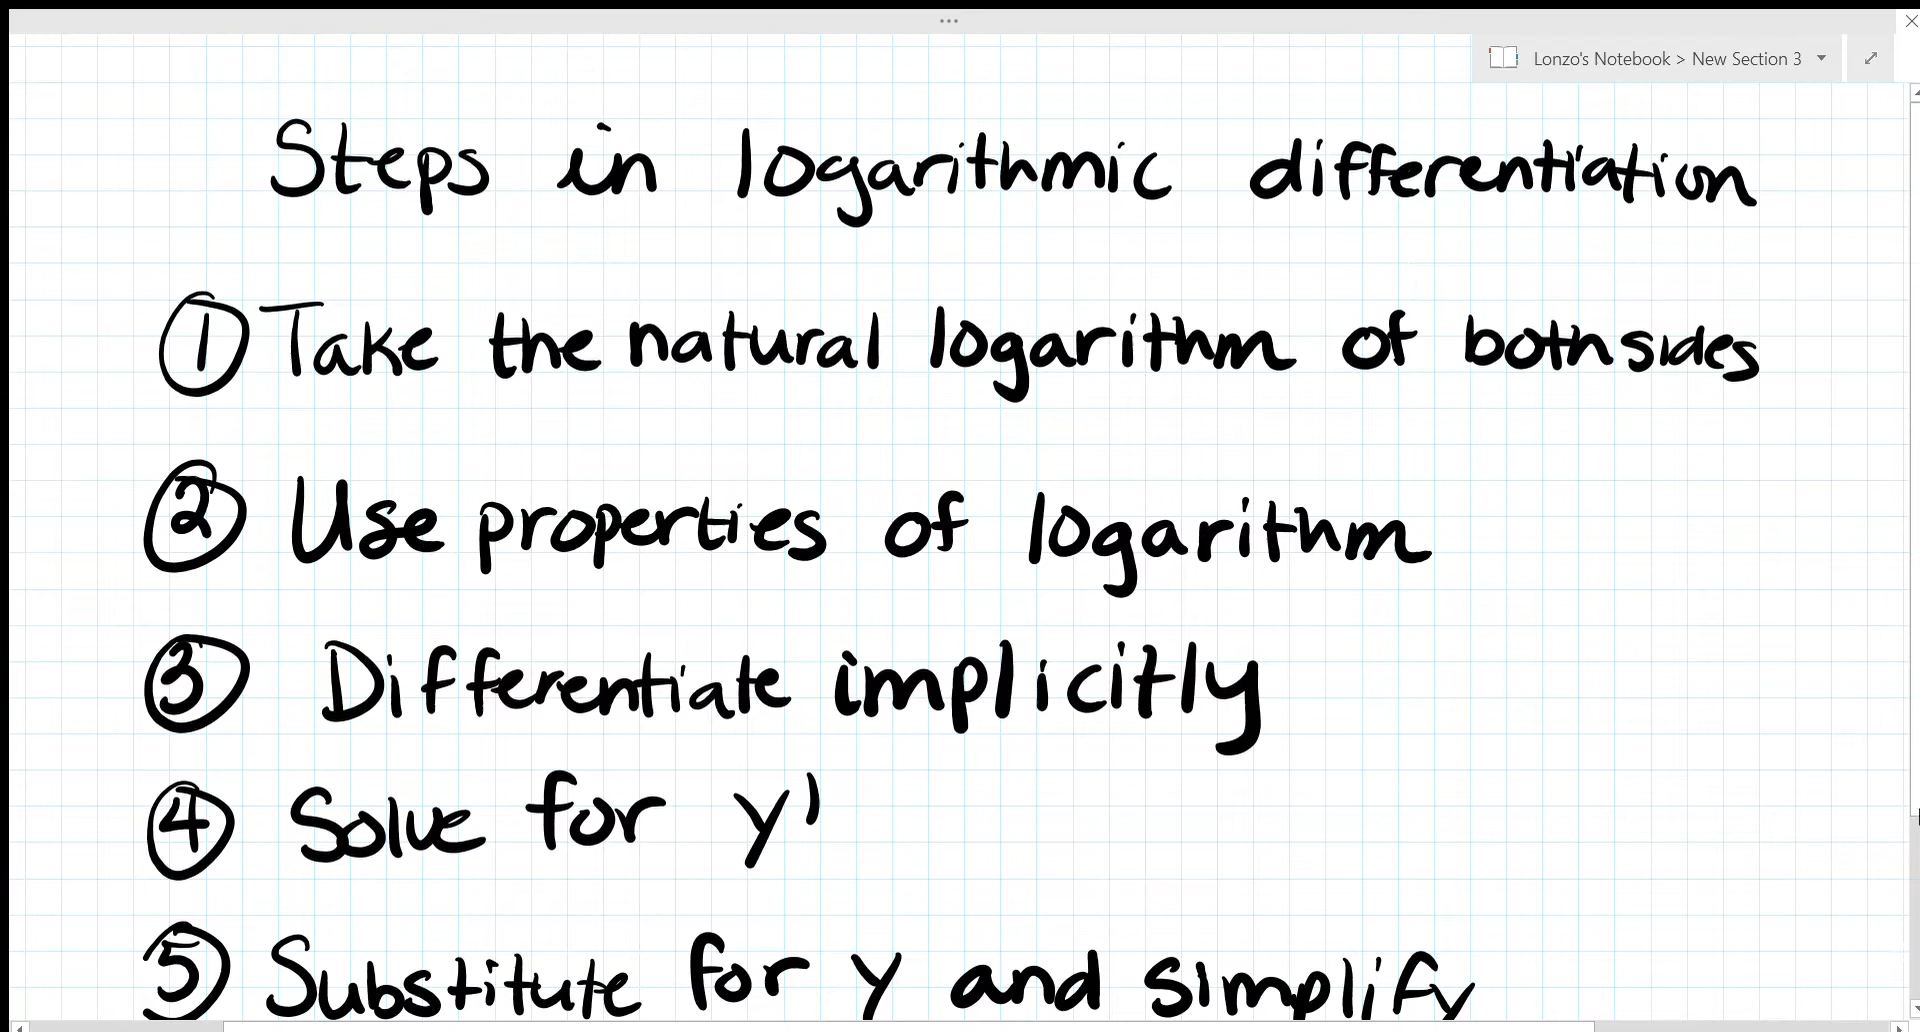 Lonzo's Notebook > New Section 3
Steps in logarithmic differentiation
1 Take the natural logarithm of both sides
2 Use properties of logarithm
3 Differentiate implicitly
4 Solve for y'
5 Substitute for y and simplify